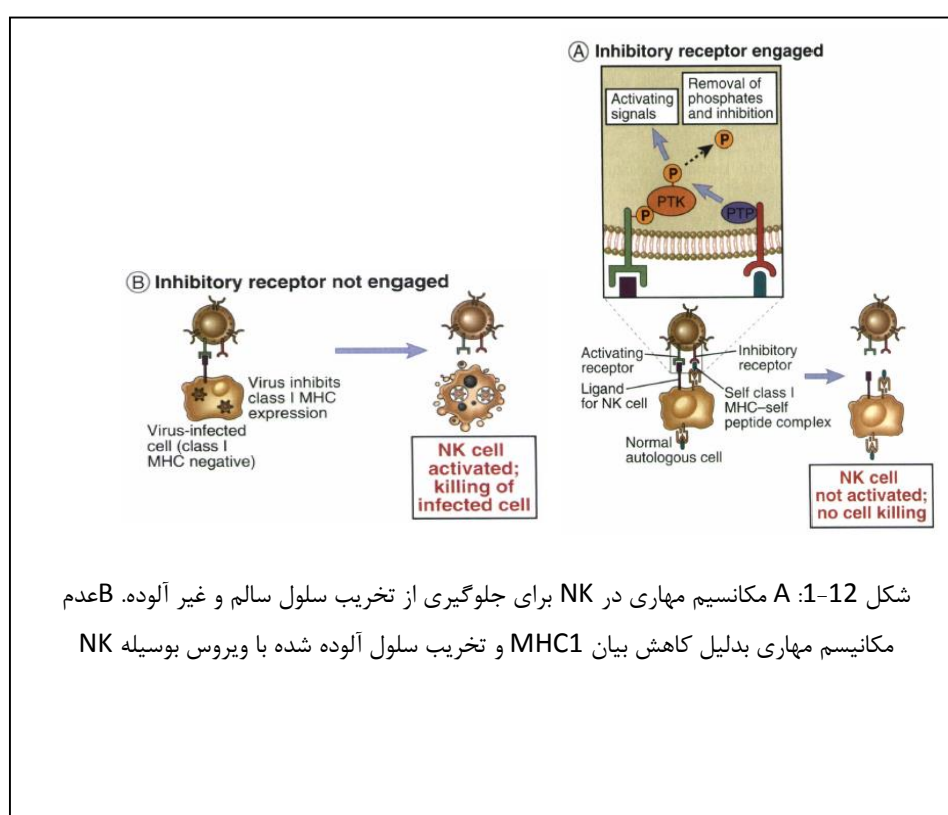 Ⓐ Inhibitory receptor engaged
Activating
signals
Removal of
phosphates
and inhibition
P
P
P
PTK
PTP
Ⓑ Inhibitory receptor not engaged
Virus inhibits
class I MHC
expression
Virus-infected
cell (class I
MHC negative)
NK cell
activated;
killing of
infected cell
Activating
receptor
Inhibitory
receptor
Ligand
for NK cell
Self class I
MHC–self
peptide complex
Normal
autologous cell
NK cell
not activated;
no cell killing
شکل 12-1: A مکانسیم مهاری در NK برای جلوگیری از تخریب سلول سالم و غیر آلوده. Bعدم
مکانیسم مهاری بدلیل کاهش بیان MHC1 و تخریب سلول آلوده شده با ویروس بوسیله NK